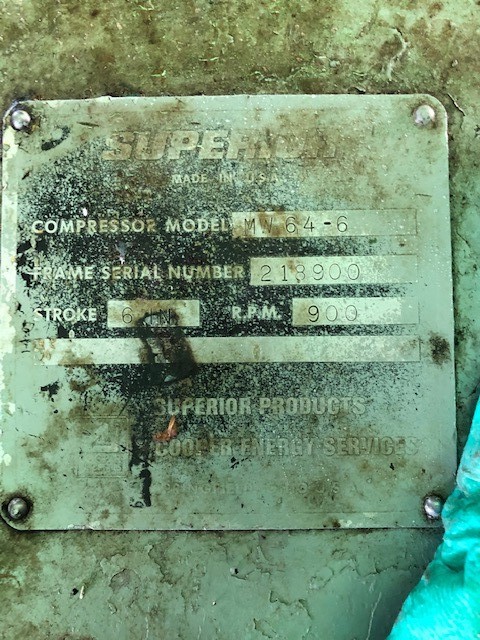 SUPERIOR
MADE IN U.S.A.
COMPRESSOR MODEL MW 64-6
FRAME SERIAL NUMBER 218900
STROKE 6 IN R.P.M. 900
SUPERIOR PRODUCTS
COOPER ENERGY SERVICES